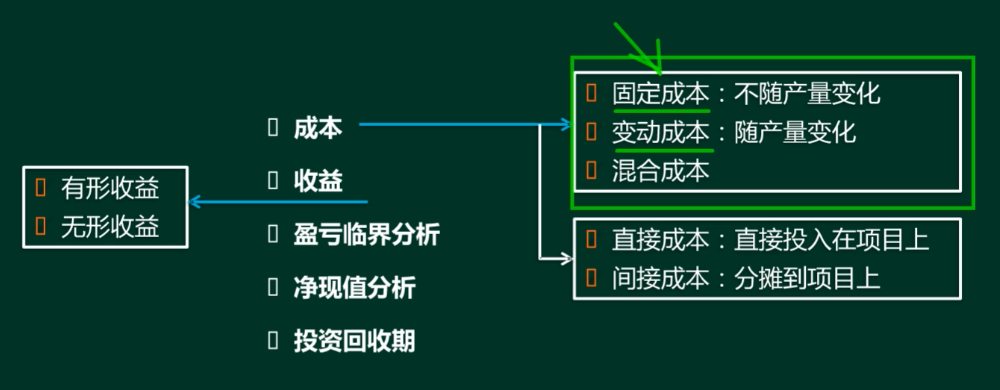 成本
收益
盈亏临界分析
净现值分析
投资回收期
有形收益
无形收益
固定成本：不随产量变化
变动成本：随产量变化
混合成本
直接成本：直接投入在项目上
间接成本：分摊到项目上